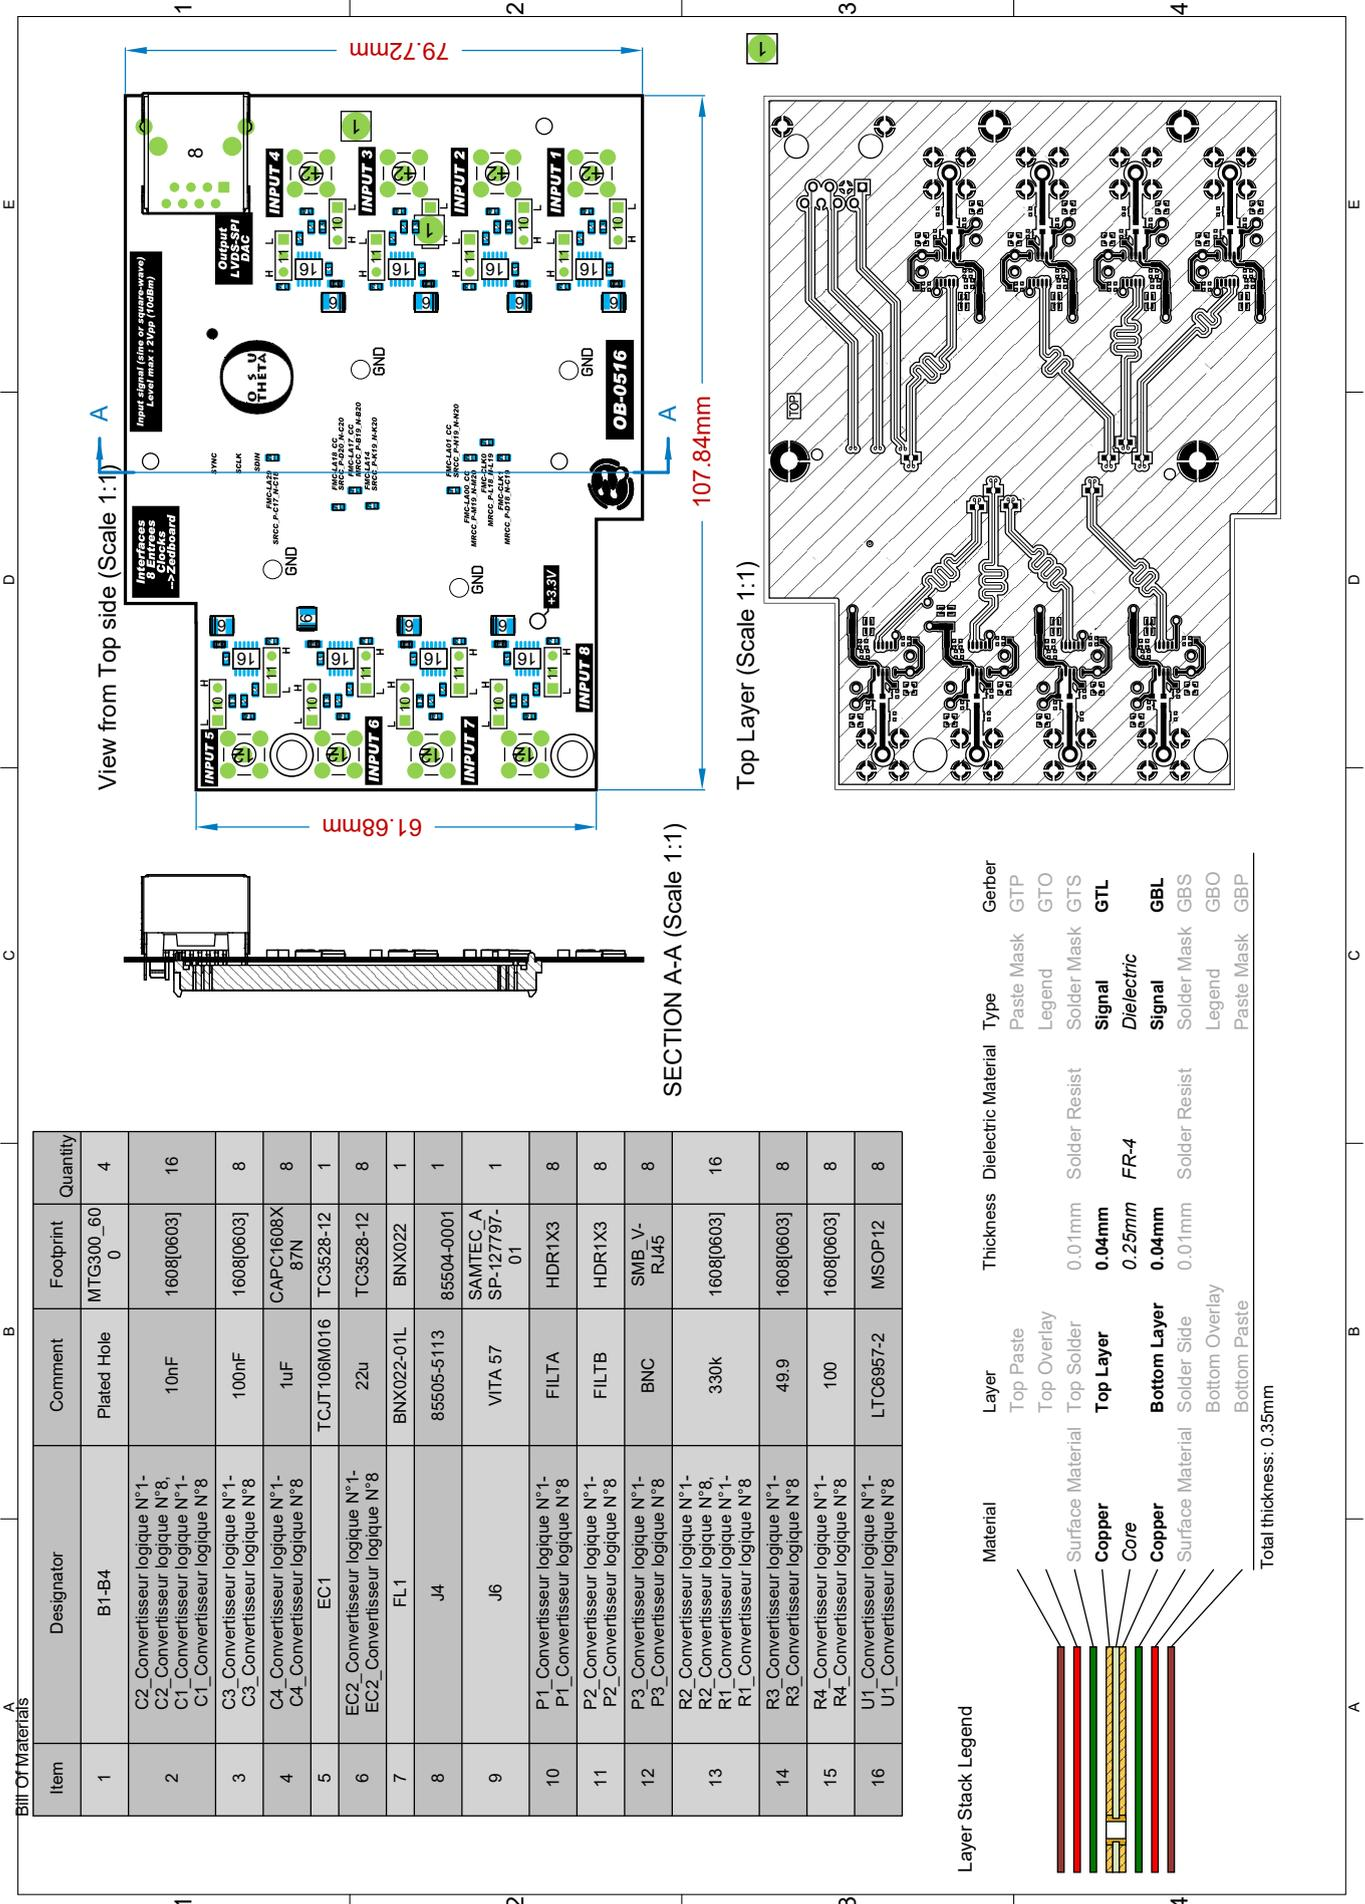 Bill Of Materials
Item Designator Comment Footprint Quantity
1 B1-B4 Plated Hole MTG300_60
0 4
2 C2_Convertisseur logique N°1-
C2_Convertisseur logique N°8,
C1_Convertisseur logique N°1-
C1_Convertisseur logique N°8 10nF 1608[0603] 16
3 C3_Convertisseur logique N°1-
C3_Convertisseur logique N°8 100nF 1608[0603] 8
4 C4_Convertisseur logique N°1-
C4_Convertisseur logique N°8 1uF CAPC1608X
87N 8
5 EC1 TCJT106M016 TC3528-12 1
6 EC2_Convertisseur logique N°1-
EC2_Convertisseur logique N°8 22u TC3528-12 8
7 FL1 BNX022-01L BNX022 1
8 J4 85505-5113 85504-0001 1
9 J6 VITA 57 SAMTEC_A
SP-127797-
01 1
10 P1_Convertisseur logique N°1-
P1_Convertisseur logique N°8 FILTA HDR1X3 8
11 P2_Convertisseur logique N°1-
P2_Convertisseur logique N°8 FILTB HDR1X3 8
12 P3_Convertisseur logique N°1-
P3_Convertisseur logique N°8 BNC SMB_V-
RJ45 8
13 R2_Convertisseur logique N°1-
R2_Convertisseur logique N°8,
R1_Convertisseur logique N°1-
R1_Convertisseur logique N°8 330k 1608[0603] 16
14 R3_Convertisseur logique N°1-
R3_Convertisseur logique N°8 49.9 1608[0603] 8
15 R4_Convertisseur logique N°1-
R4_Convertisseur logique N°8 100 1608[0603] 8
16 U1_Convertisseur logique N°1-
U1_Convertisseur logique N°8 LTC6957-2 MSOP12 8
View from Top side (Scale 1:1)
79.72mm
61.68mm
107.84mm
A
A
Interfaces
8 Entrees
Clocks
-->Zedboard
Input signal (sine or square-wave)
Level max : 2Vpp (10dBm)
Output
LVDS-SPI
DAC
OSU
THETA
OB-0516
INPUT 1
INPUT 2
INPUT 3
INPUT 4
INPUT 5
INPUT 6
INPUT 7
INPUT 8
GND
GND
GND
GND
+3.3V
SYNC
SCLK
SDIN
SECTION A-A (Scale 1:1)
Top Layer (Scale 1:1)
TOP
1
Layer Stack Legend
Material Layer Thickness Dielectric Material Type Gerber
Top Paste Paste Mask GTP
Top Overlay Legend GTO
Surface Material Top Solder 0.01mm Solder Resist Solder Mask GTS
Copper Top Layer 0.04mm Signal GTL
Core 0.25mm FR-4 Dielectric
Copper Bottom Layer 0.04mm Signal GBL
Surface Material Solder Side 0.01mm Solder Resist Solder Mask GBS
Bottom Overlay Legend GBO
Bottom Paste Paste Mask GBP
Total thickness: 0.35mm
A B C D E
1 2 3 4